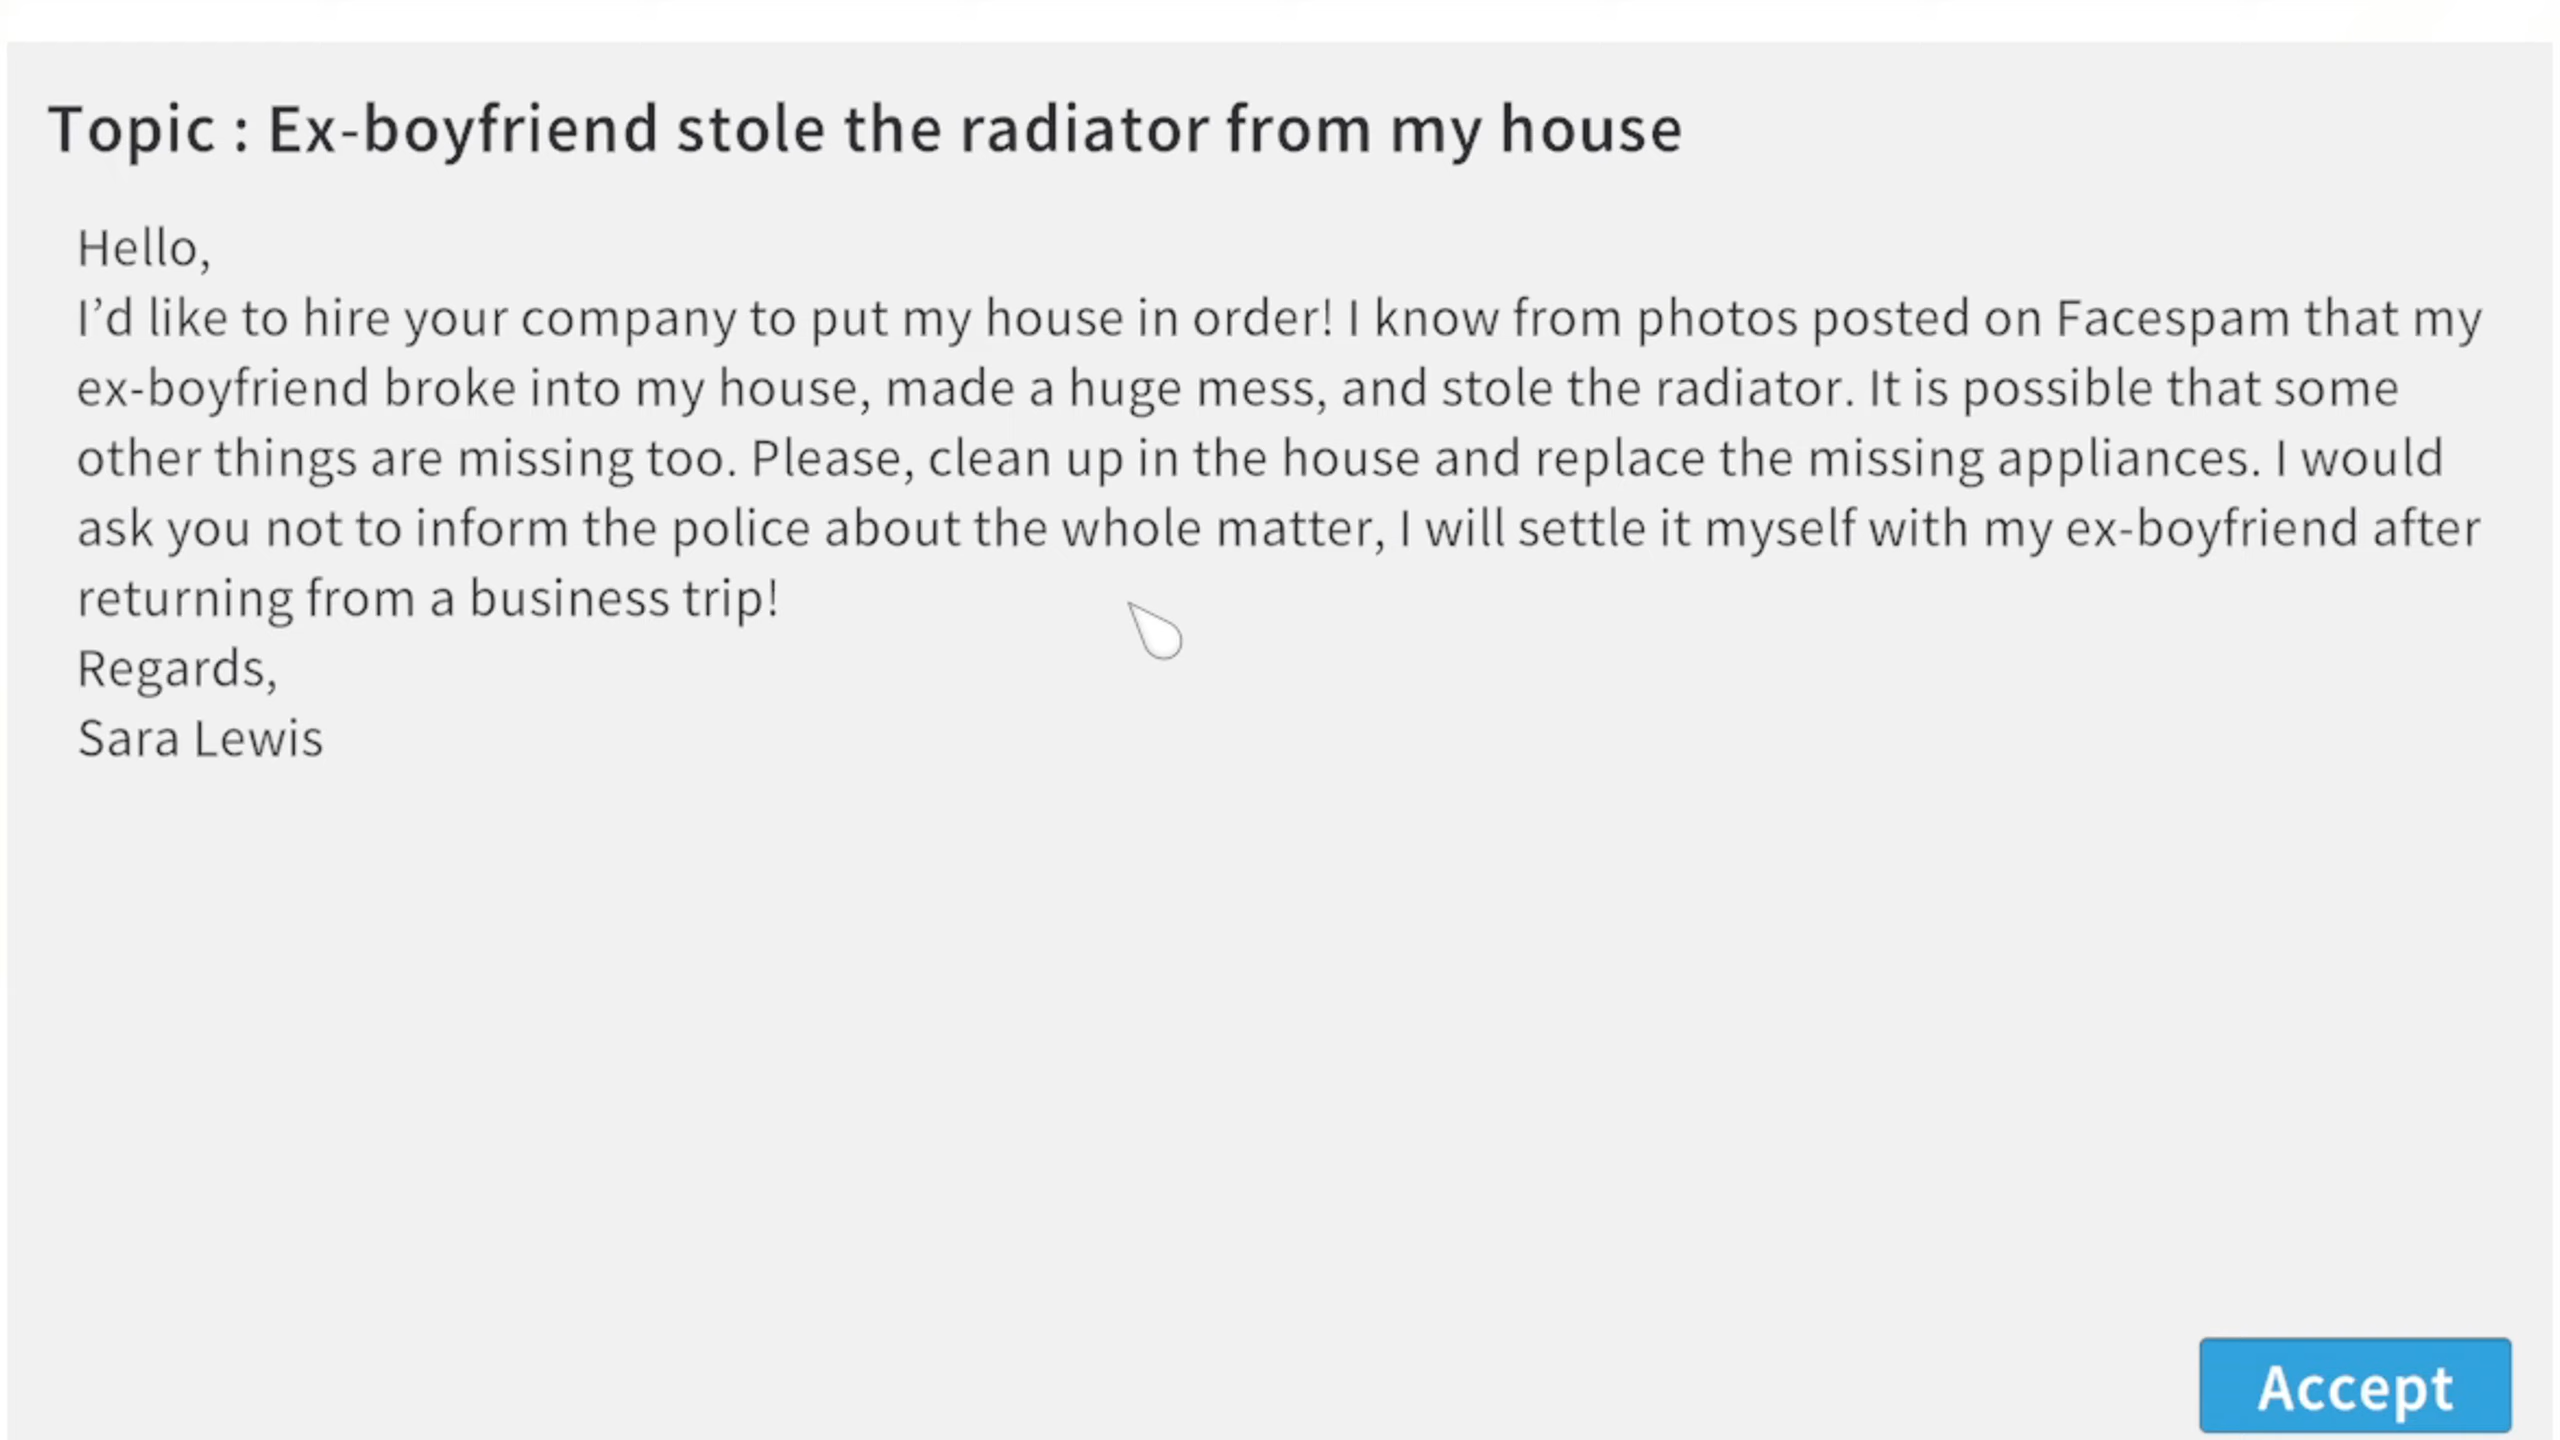 Topic : Ex-boyfriend stole the radiator from my house
Hello,
I’d like to hire your company to put my house in order! I know from photos posted on Facespam that my
ex-boyfriend broke into my house, made a huge mess, and stole the radiator. It is possible that some
other things are missing too. Please, clean up in the house and replace the missing appliances. I would
ask you not to inform the police about the whole matter, I will settle it myself with my ex-boyfriend after
returning from a business trip!
Regards,
Sara Lewis
Accept